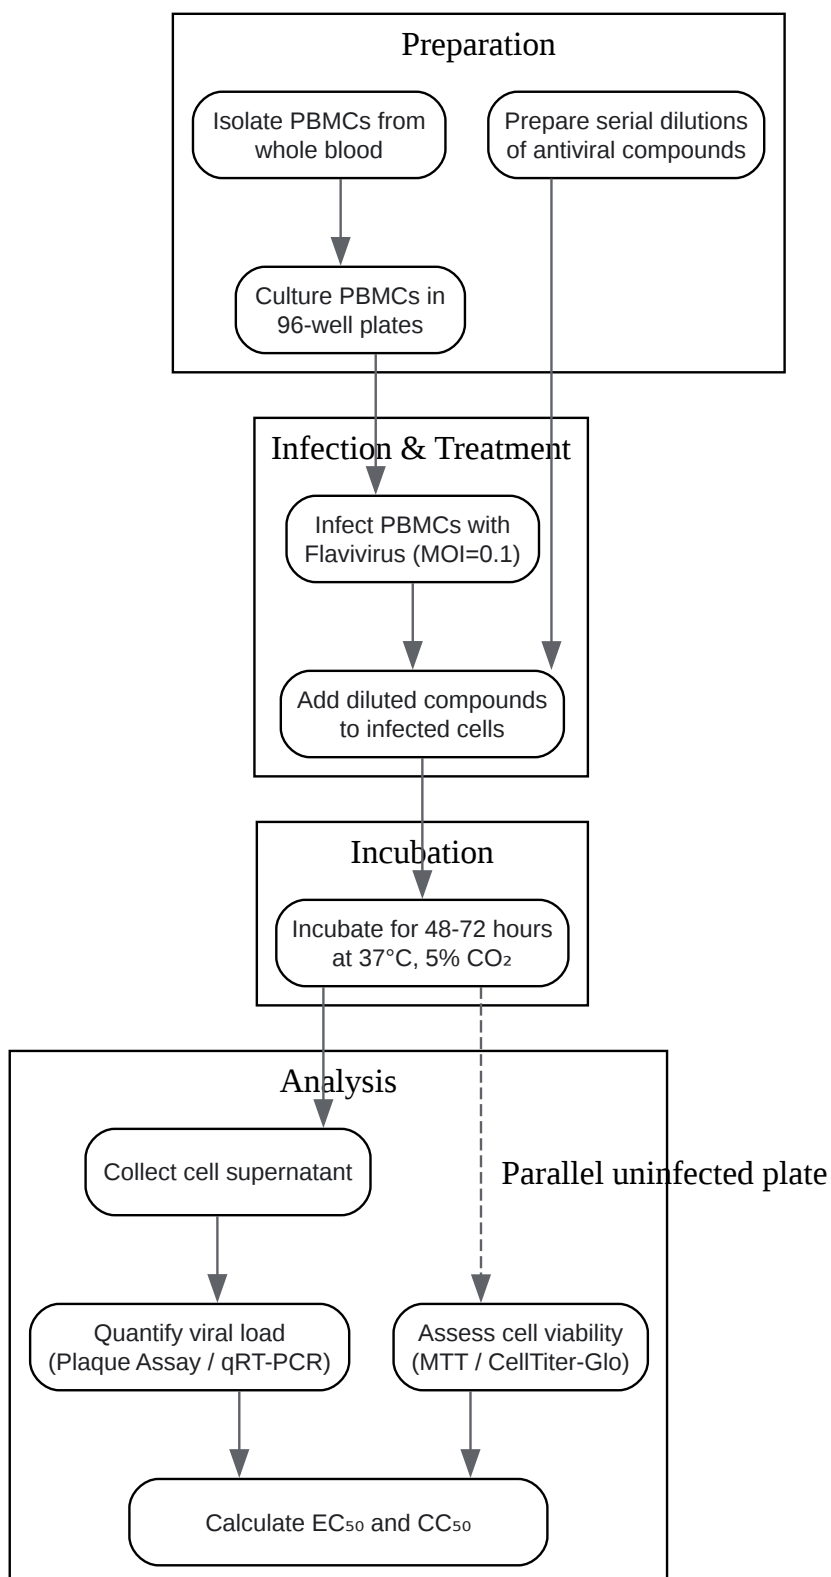 Preparation
Isolate PBMCs from
whole blood
Prepare serial dilutions
of antiviral compounds
Culture PBMCs in
96-well plates
Infection & Treatment
Infect PBMCs with
Flavivirus (MOI=0.1)
Add diluted compounds
to infected cells
Incubation
Incubate for 48-72 hours
at 37°C, 5% CO₂
Analysis
Collect cell supernatant
Parallel uninfected plate
Quantify viral load
(Plaque Assay / qRT-PCR)
Assess cell viability
(MTT / CellTiter-Glo)
Calculate EC₅₀ and CC₅₀